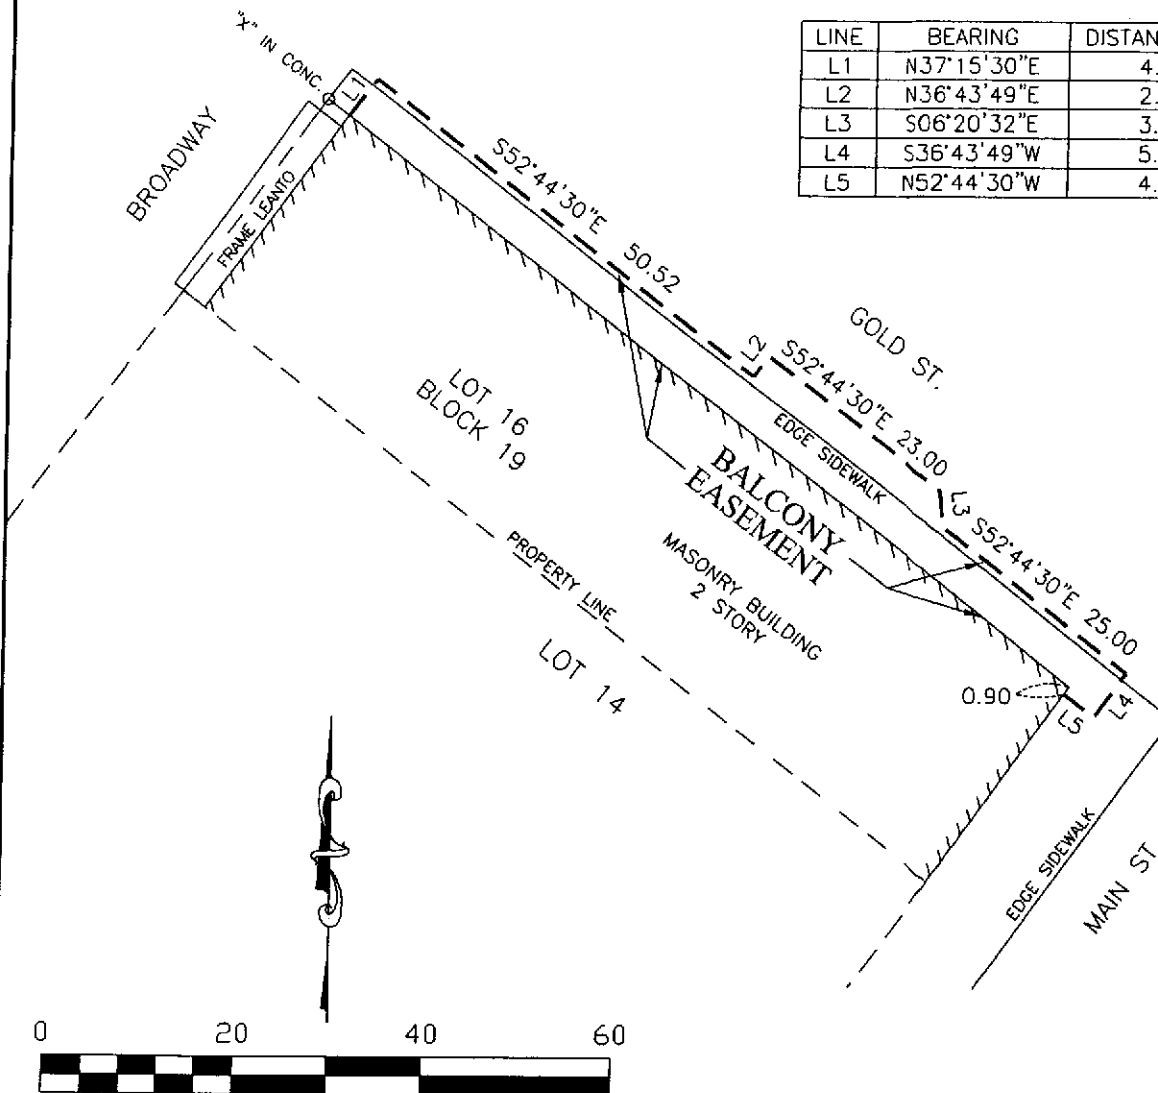 LINE BEARING DISTAN
L1 N37°15'30"E 4.
L2 N36°43'49"E 2.
L3 S06°20'32"E 3.
L4 S36°43'49"W 5.
L5 N52°44'30"W 4.
"X" IN CONC.
L1
BROADWAY
FRAME LEANTO
S52°44'30"E 50.52
GOLD ST.
L2
S52°44'30"E 23.00
LOT 16
BLOCK 19
EDGE SIDEWALK
BALCONY
EASEMENT
L3
S52°44'30"E 25.00
PROPERTY LINE
MASONRY BUILDING
2 STORY
LOT 14
0.90
L5
L4
EDGE SIDEWALK
MAIN ST
0 20 40 60